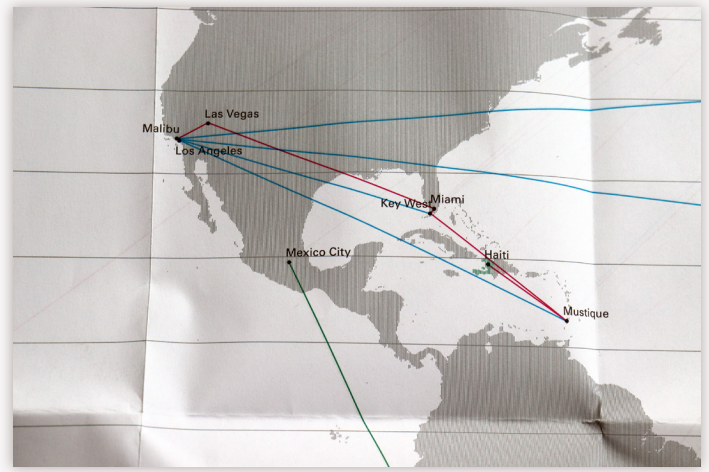 Las Vegas
Malibu
Los Angeles
Key West
Miami
Mexico City
Haiti
Mustique